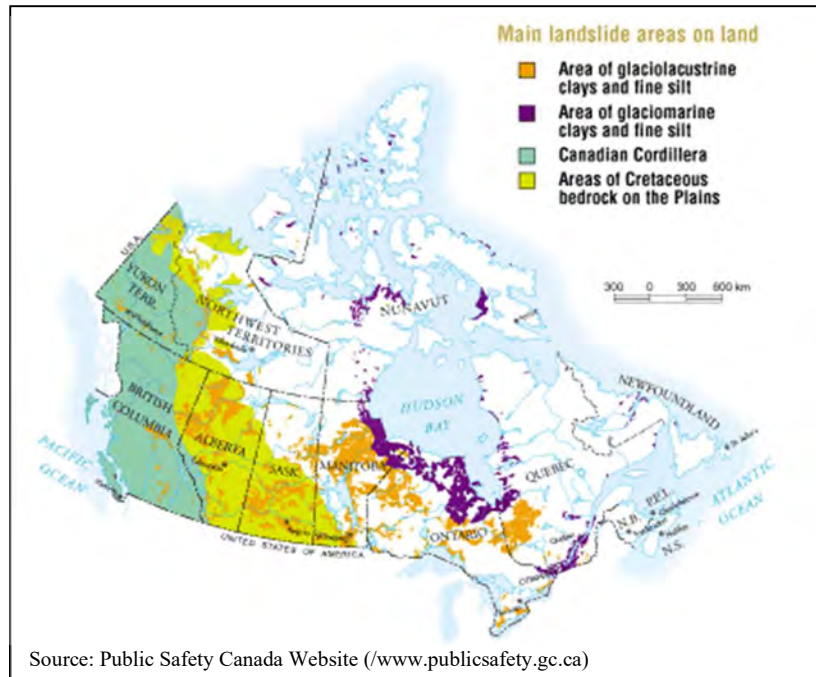 Main landslide areas on land
Area of glaciolacustrine
clays and fine silt
Area of glaciomarine
clays and fine silt
Canadian Cordillera
Areas of Cretaceous
bedrock on the Plains
300 0 300 600 km
U.S.A.
YUKON
TERR.
NORTHWEST
TERRITORIES
NUNAVUT
BRITISH
COLUMBIA
ALBERTA
SASK.
MANITOBA
HUDSON
BAY
ONTARIO
QUEBEC
NEWFOUNDLAND
St. John's
P.E.I.
N.B.
N.S.
Québec
PACIFIC
OCEAN
ATLANTIC
OCEAN
UNITED STATES OF AMERICA
Source: Public Safety Canada Website (/www.publicsafety.gc.ca)